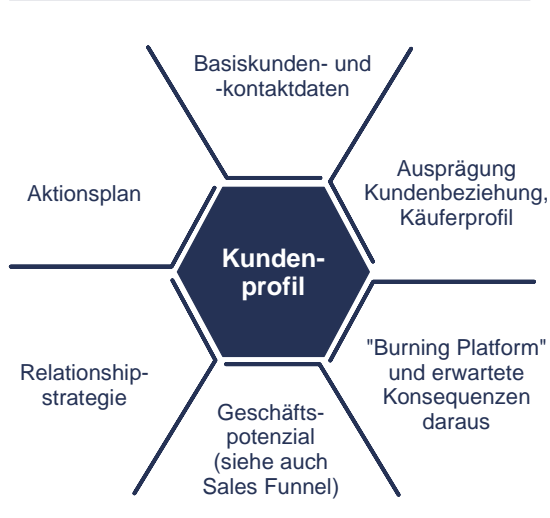 Basiskunden- und
-kontaktdaten
Ausprägung
Kundenbeziehung,
Käuferprofil
"Burning Platform"
und erwartete
Konsequenzen
daraus
Geschäfts-
potenzial
(siehe auch
Sales Funnel)
Relationship-
strategie
Aktionsplan
Kunden-
profil